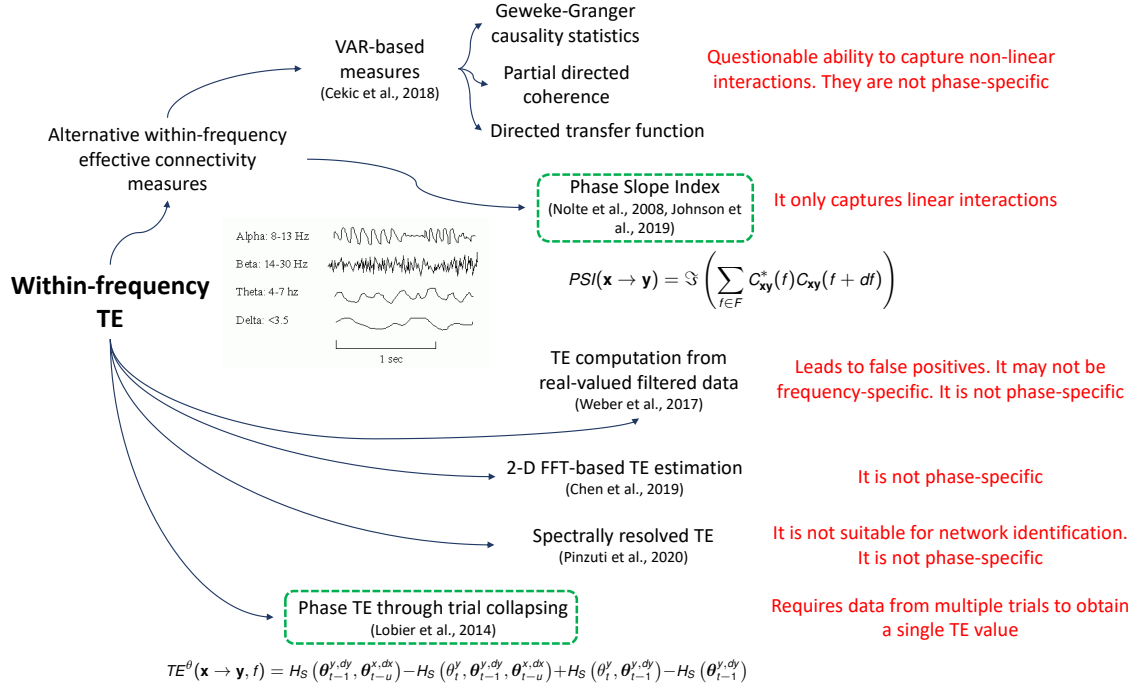 Geweke-Granger
causality statistics
VAR-based
measures
(Cekic et al., 2018)
Partial directed
coherence
Directed transfer function
Questionable ability to capture non-linear
interactions. They are not phase-specific
Alternative within-frequency
effective connectivity
measures
Phase Slope Index
(Nolte et al., 2008, Johnson et
al., 2019)
It only captures linear interactions
Alpha: 8-13 Hz
Beta: 14-30 Hz
Theta: 4-7 hz
Delta: <3.5
1 sec
PSI(x → y) = ℑ ( ∑_{f∈F} C*_{xy}(f)C_{xy}(f + df) )
Within-frequency
TE
TE computation from
real-valued filtered data
(Weber et al., 2017)
Leads to false positives. It may not be
frequency-specific. It is not phase-specific
2-D FFT-based TE estimation
(Chen et al., 2019)
It is not phase-specific
Spectrally resolved TE
(Pinzuti et al., 2020)
It is not suitable for network identification.
It is not phase-specific
Phase TE through trial collapsing
(Lobier et al., 2014)
Requires data from multiple trials to obtain
a single TE value
TE^θ(x → y, f) = H_S(θ^{y,dy}_{t−1}, θ^{x,dx}_{t−u})−H_S(θ^y_t, θ^{y,dy}_{t−1}, θ^{x,dx}_{t−u})+H_S(θ^y_t, θ^{y,dy}_{t−1})−H_S(θ^{y,dy}_{t−1})